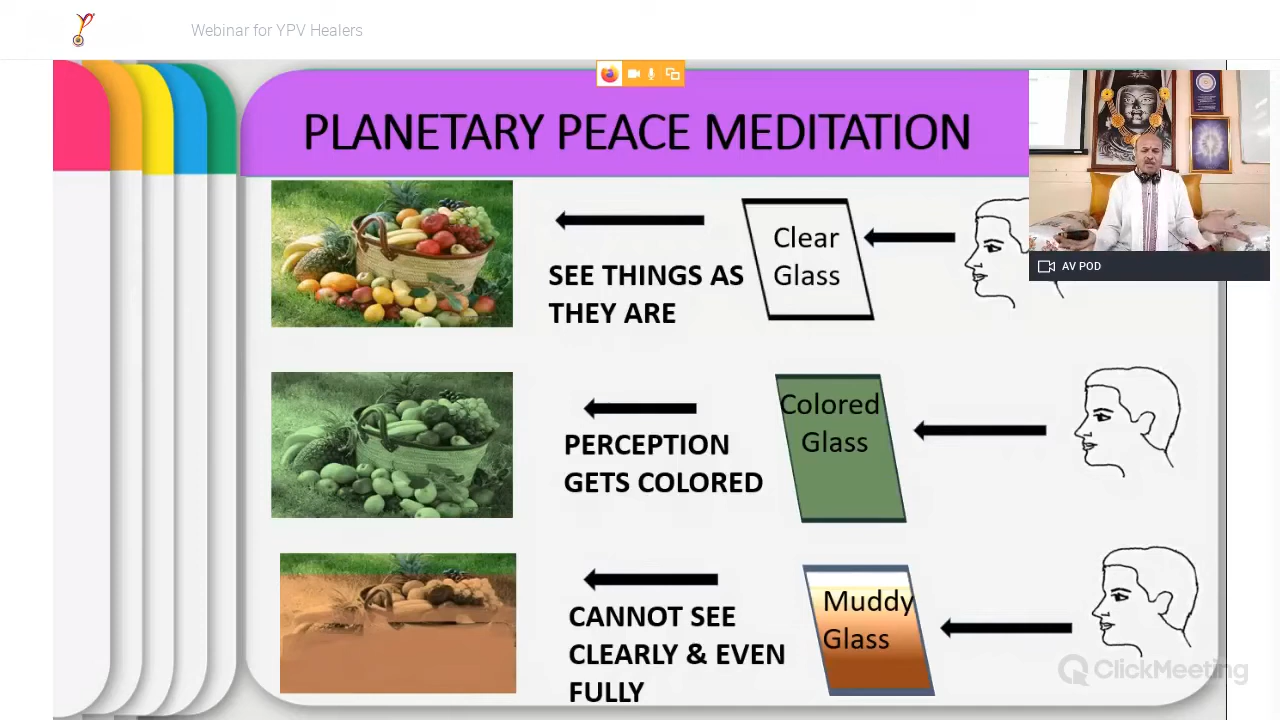 Webinar for YPV Healers
PLANETARY PEACE MEDITATION
AV POD
SEE THINGS AS
THEY ARE
Clear
Glass
PERCEPTION
GETS COLORED
Colored
Glass
CANNOT SEE
CLEARLY & EVEN
FULLY
Muddy
Glass
ClickMeeting